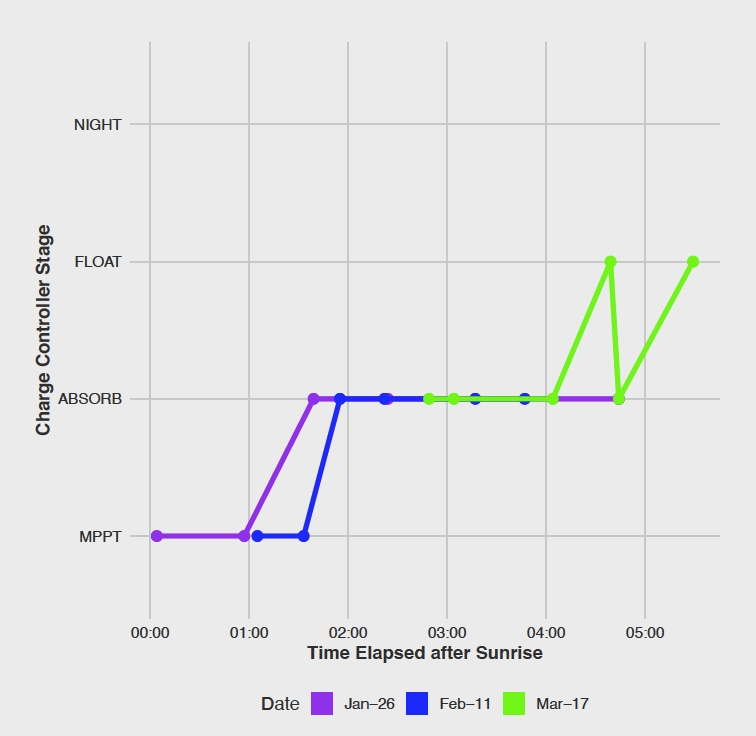 NIGHT
FLOAT
ABSORB
MPPT
Charge Controller Stage
00:00 01:00 02:00 03:00 04:00 05:00
Time Elapsed after Sunrise
Date Jan–26 Feb–11 Mar–17